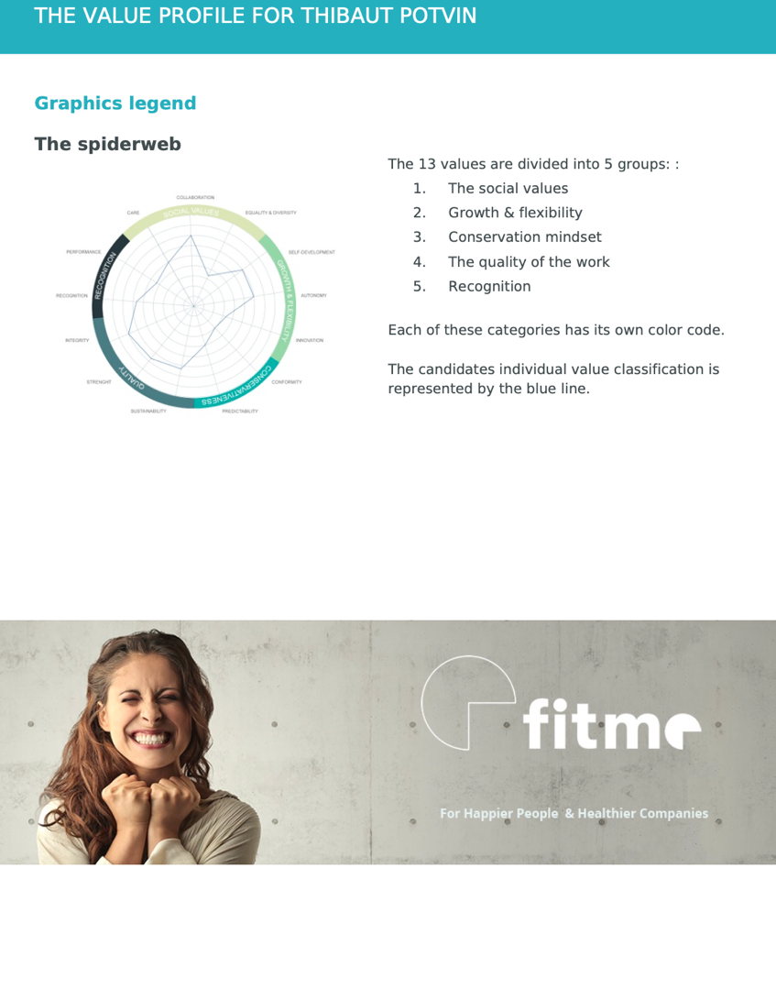 THE VALUE PROFILE FOR THIBAUT POTVIN
Graphics legend
The spiderweb
COLLABORATION
CARE
SOCIAL VALUES
EQUALITY & DIVERSITY
PERFORMANCE
SELF-DEVELOPMENT
RECOGNITION
GROWTH & FLEXIBILITY
RECOGNITION
AUTONOMY
INTEGRITY
INNOVATION
STRENGHT
QUALITY
CONSERVATIVENESS
CONFORMITY
SUSTAINABILITY
PREDICTABILITY
The 13 values are divided into 5 groups: :
1. The social values
2. Growth & flexibility
3. Conservation mindset
4. The quality of the work
5. Recognition
Each of these categories has its own color code.
The candidates individual value classification is
represented by the blue line.
fitme
For Happier People & Healthier Companies